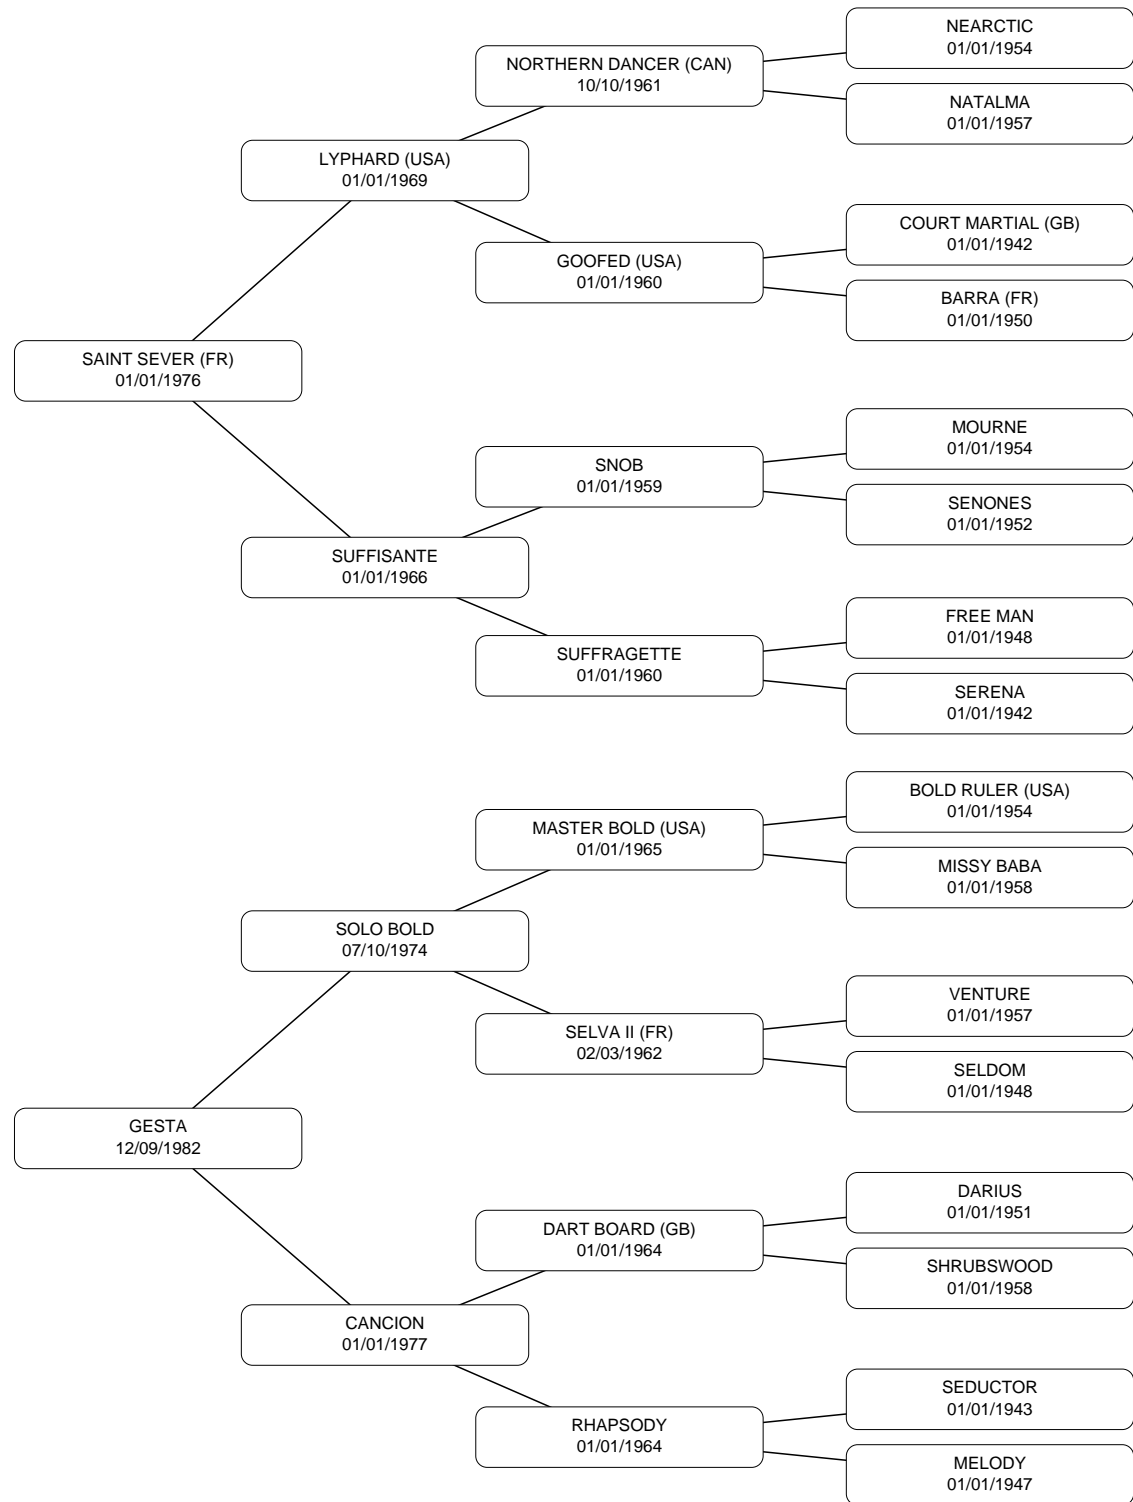 NEARCTIC
01/01/1954
NORTHERN DANCER (CAN)
10/10/1961
NATALMA
01/01/1957
LYPHARD (USA)
01/01/1969
COURT MARTIAL (GB)
01/01/1942
GOOFED (USA)
01/01/1960
BARRA (FR)
01/01/1950
SAINT SEVER (FR)
01/01/1976
MOURNE
01/01/1954
SNOB
01/01/1959
SENONES
01/01/1952
SUFFISANTE
01/01/1966
FREE MAN
01/01/1948
SUFFRAGETTE
01/01/1960
SERENA
01/01/1942
BOLD RULER (USA)
01/01/1954
MASTER BOLD (USA)
01/01/1965
MISSY BABA
01/01/1958
SOLO BOLD
07/10/1974
VENTURE
01/01/1957
SELVA II (FR)
02/03/1962
SELDOM
01/01/1948
GESTA
12/09/1982
DARIUS
01/01/1951
DART BOARD (GB)
01/01/1964
SHRUBSWOOD
01/01/1958
CANCION
01/01/1977
SEDUCTOR
01/01/1943
RHAPSODY
01/01/1964
MELODY
01/01/1947